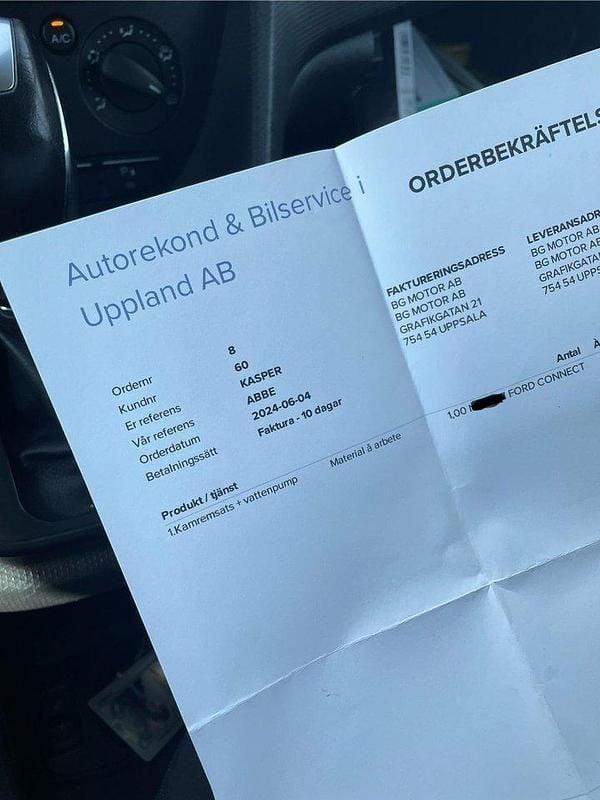 A/C
Autorekond & Bilservice i
Uppland AB
ORDERBEKRÄFTELS
Ordernr 8
Kundnr 60
Er referens KASPER
Vår referens ABBE
Orderdatum 2024-06-04
Betalningssätt Faktura - 10 dagar
FAKTURERINGSADRESS
BG MOTOR AB
BG MOTOR AB
GRAFIKGATAN 21
754 54 UPPSALA
LEVERANSADR
BG MOTOR AB
BG MOTOR AB
GRAFIKGATA
754 54 UPPS
Produkt / tjänst Material å arbete Antal
1.Kamremsats + vattenpump 1,00 FORD CONNECT